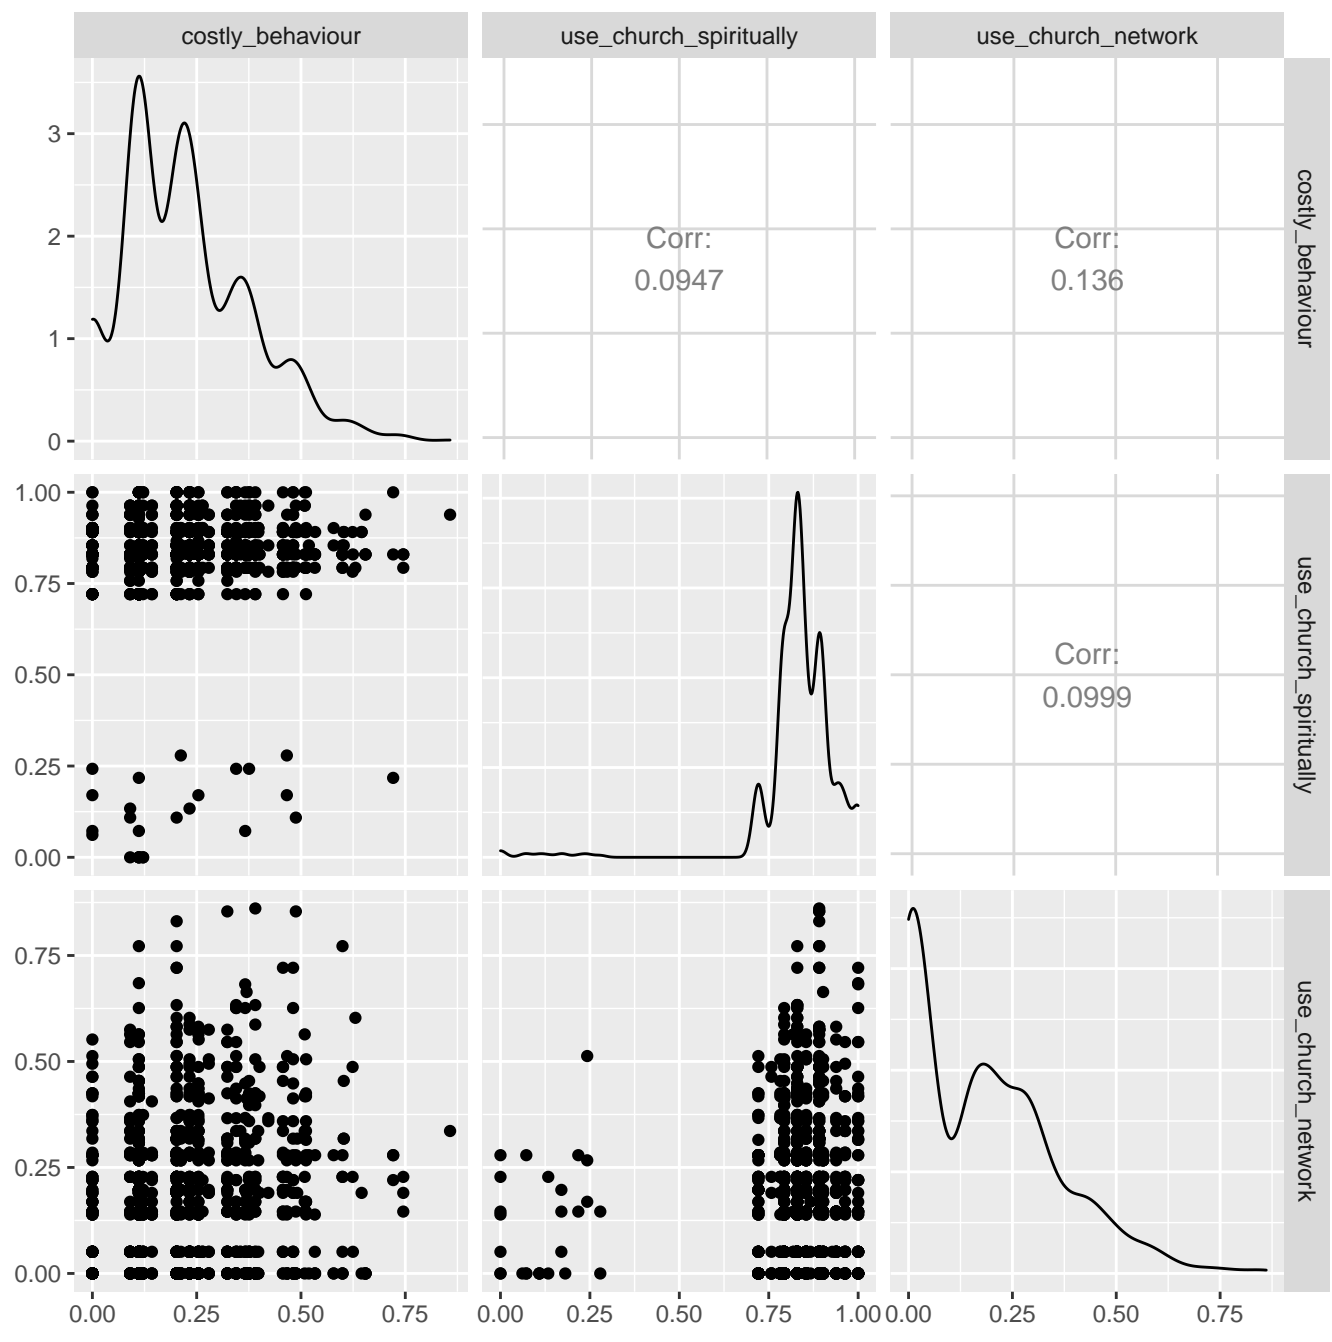 costly_behaviour use_church_spiritually use_church_network
3
2
1
0
Corr:
0.0947
Corr:
0.136
costly_behaviour
1.00
0.75
0.50
0.25
0.00
Corr:
0.0999
use_church_spiritually
0.75
0.50
0.25
0.00
use_church_network
0.00 0.25 0.50 0.75 0.00 0.25 0.50 0.75 1.00 0.00 0.25 0.50 0.75